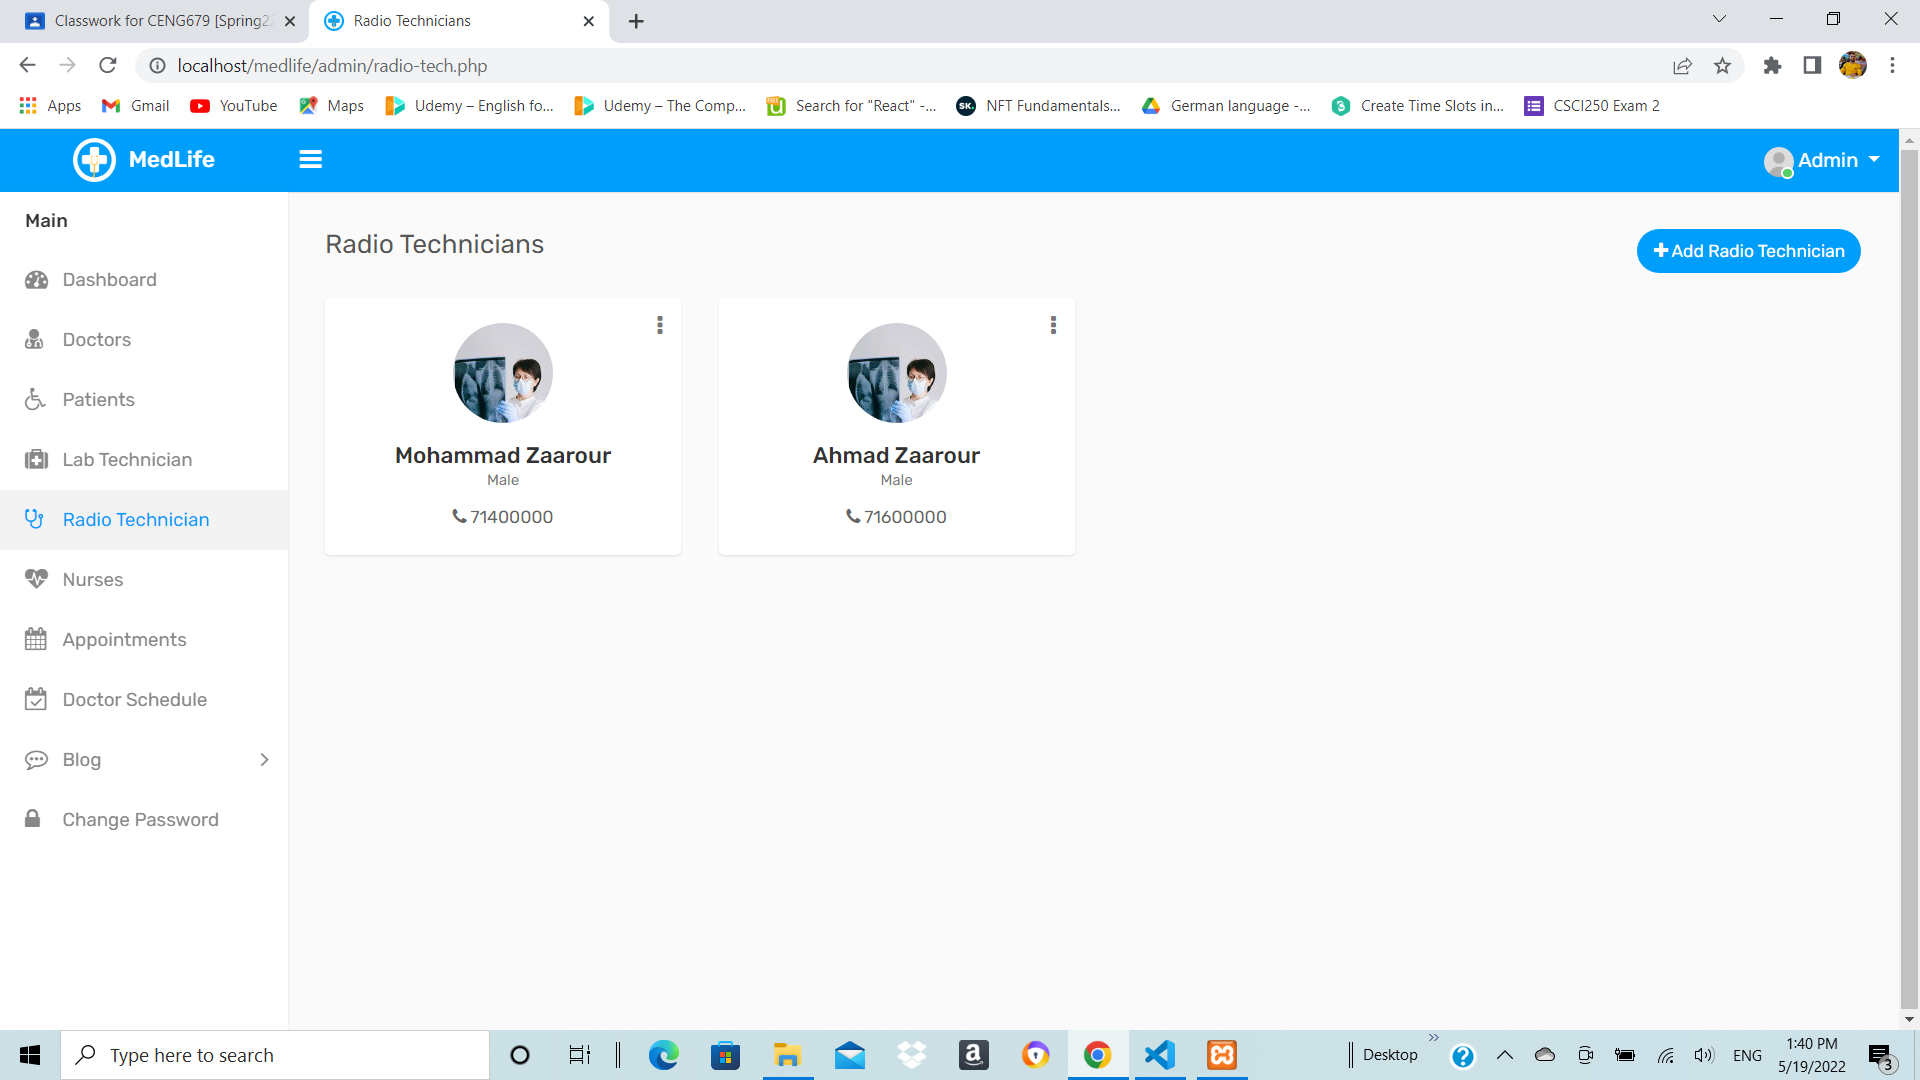 Classwork for CENG679 [Spring22
Radio Technicians
localhost/medlife/admin/radio-tech.php
Apps
Gmail
YouTube
Maps
Udemy – English fo...
Udemy – The Comp...
Search for "React" -...
SK.
NFT Fundamentals...
German language -...
Create Time Slots in...
CSCI250 Exam 2
MedLife
Admin
Main
Dashboard
Doctors
Patients
Lab Technician
Radio Technician
Nurses
Appointments
Doctor Schedule
Blog
Change Password
Radio Technicians
Add Radio Technician
Mohammad Zaarour
Male
71400000
Ahmad Zaarour
Male
71600000
Type here to search
Desktop
ENG
1:40 PM
5/19/2022
3